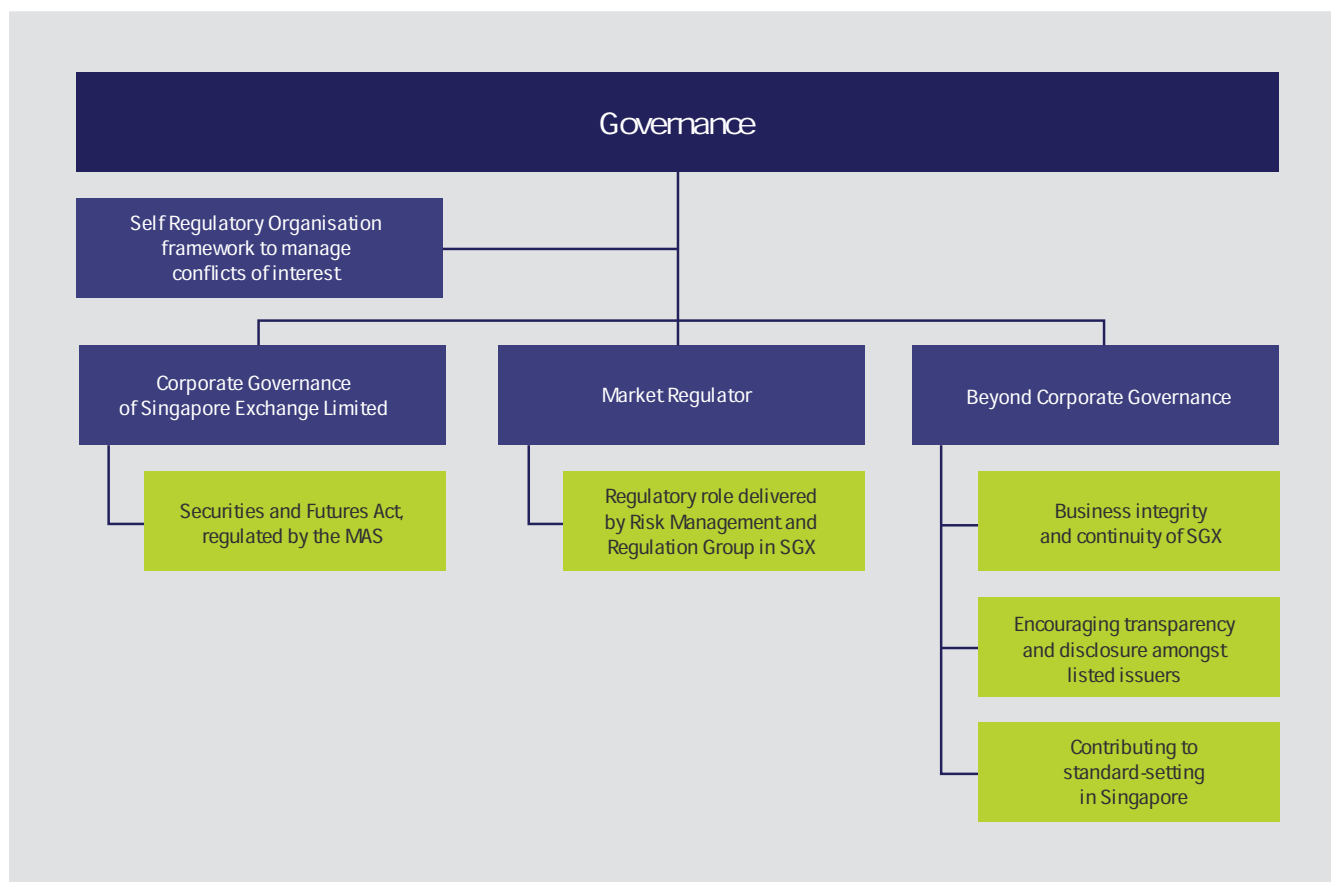 Governance
Self Regulatory Organisation
framework to manage
conflicts of interest
Corporate Governance
of Singapore Exchange Limited
Market Regulator
Beyond Corporate Governance
Securities and Futures Act,
regulated by the MAS
Regulatory role delivered
by Risk Management and
Regulation Group in SGX
Business integrity
and continuity of SGX
Encouraging transparency
and disclosure amongst
listed issuers
Contributing to
standard-setting
in Singapore